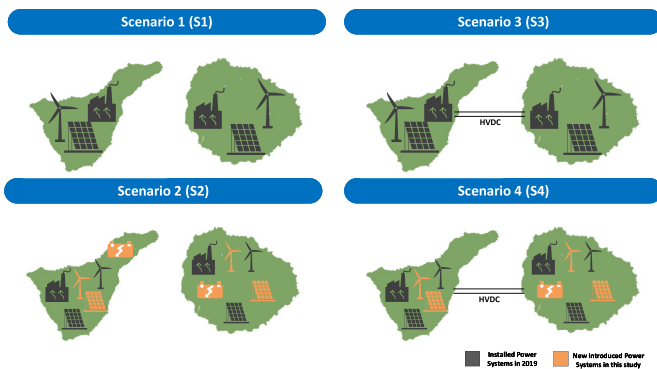 Scenario 1 (S1)
Scenario 3 (S3)
HVDC
Scenario 2 (S2)
Scenario 4 (S4)
HVDC
Installed Power
Systems in 2019
New introduced Power
Systems in this study